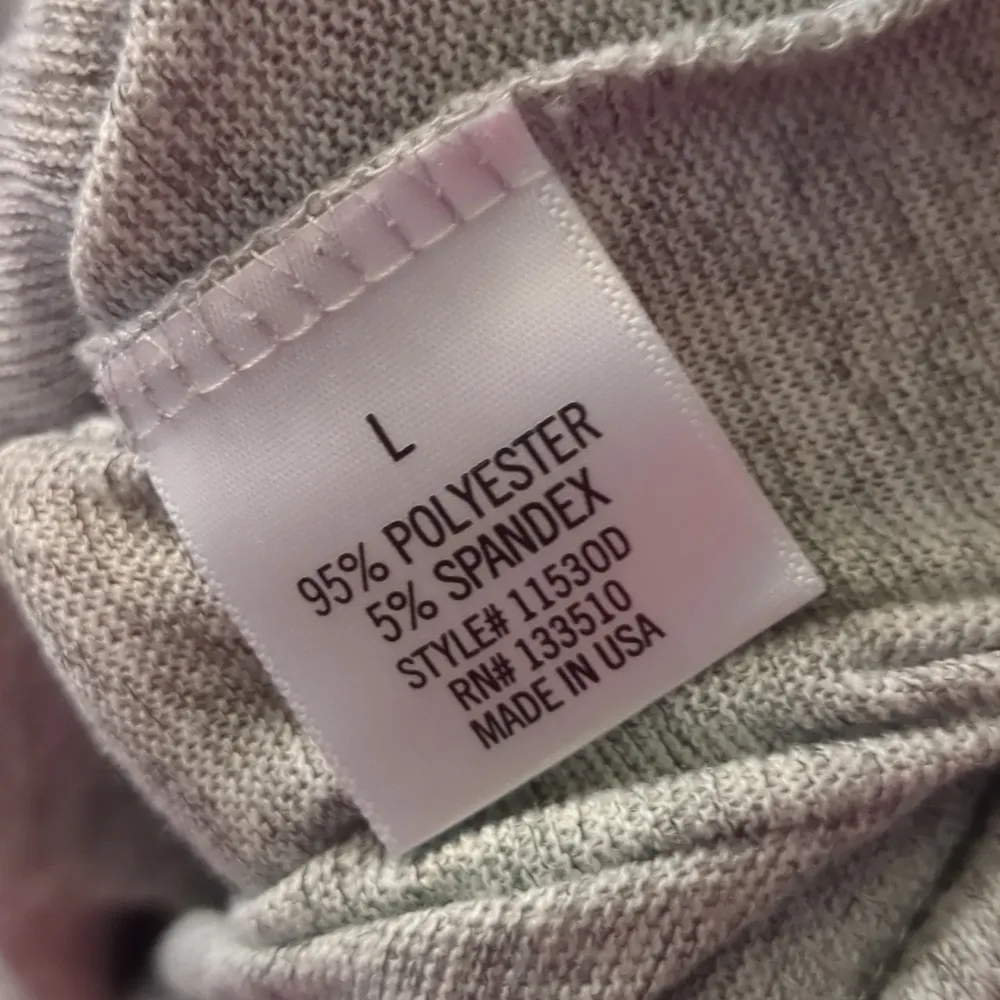 L
95% POLYESTER
5% SPANDEX
STYLE# 11530D
RN# 133510
MADE IN USA